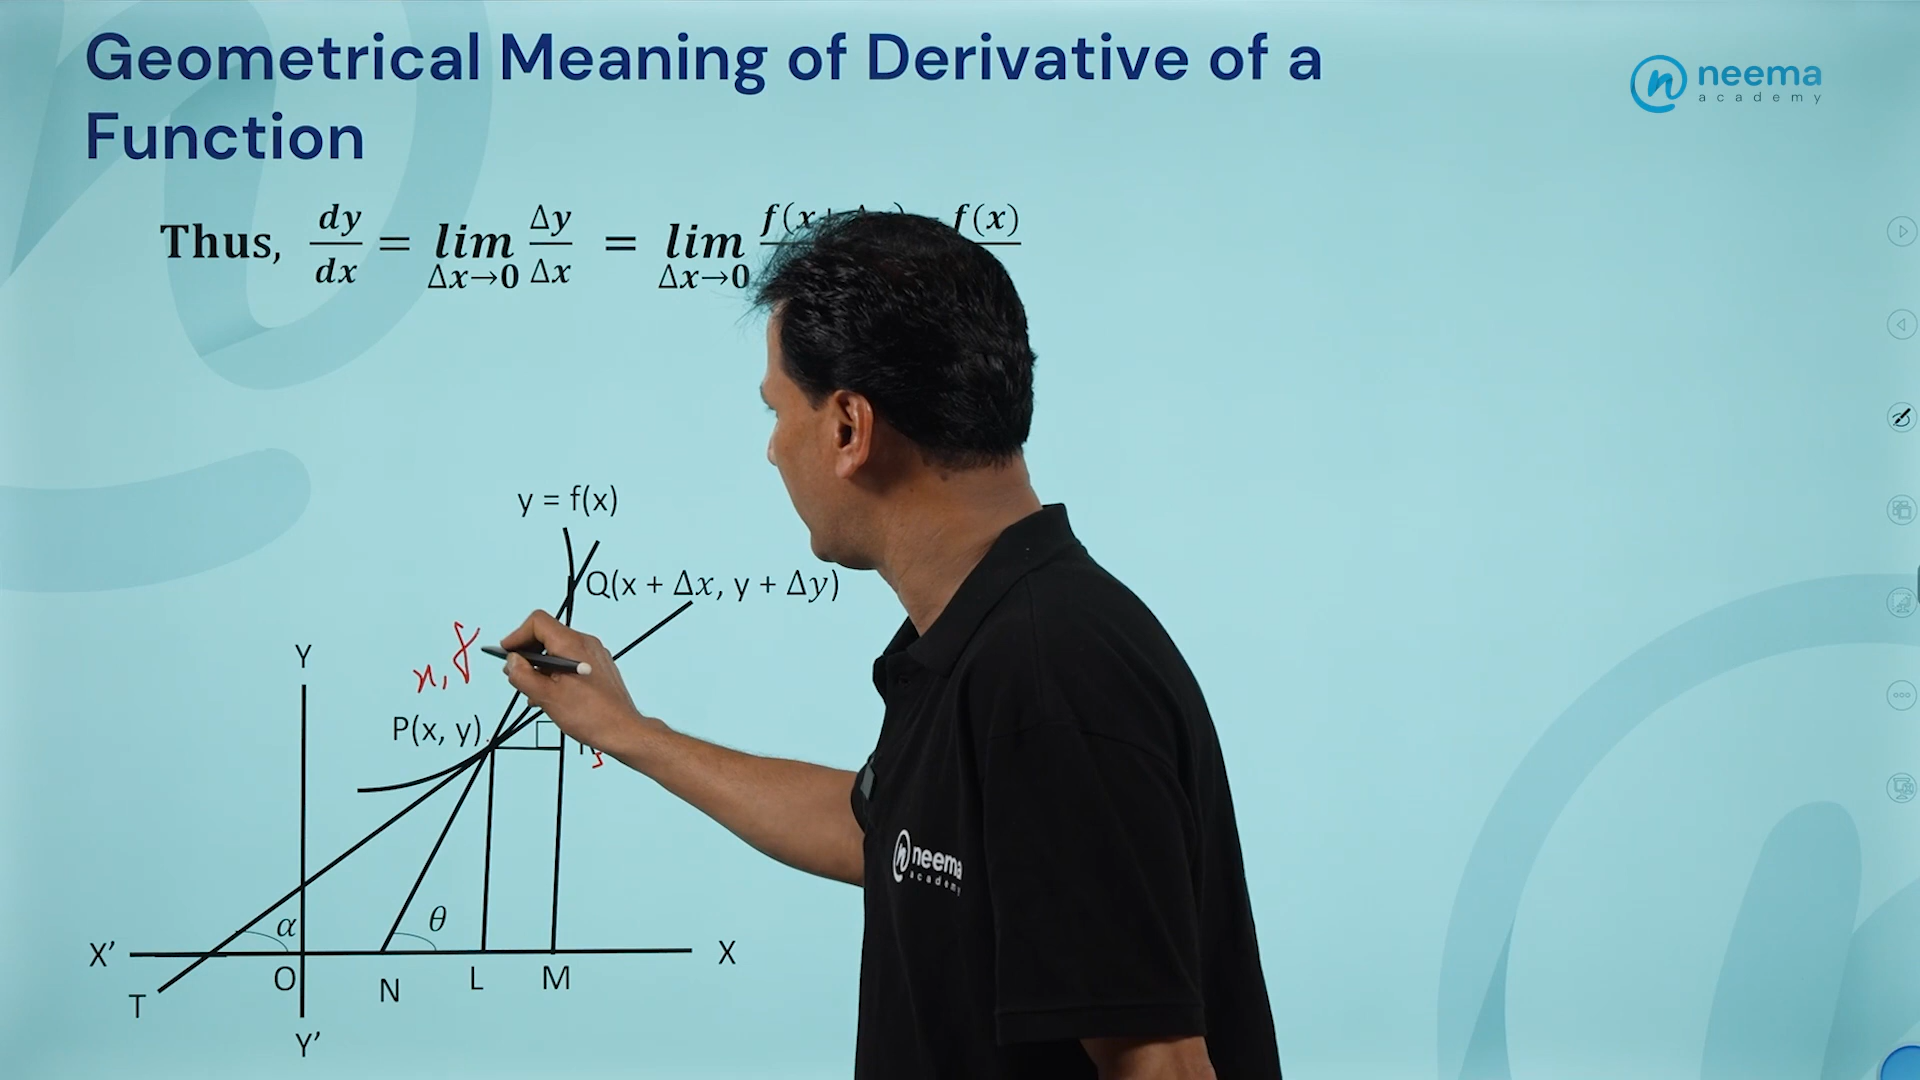 Geometrical Meaning of Derivative of a
Function
neema
academy
Thus, dy/dx = lim Δx→0 Δy/Δx = lim Δx→0 f(x+ f(x)
y = f(x)
Q(x + Δx, y + Δy)
Y
x, f
P(x, y)
α
θ
X'
X
O
N
L
M
T
Y'
neema
academy